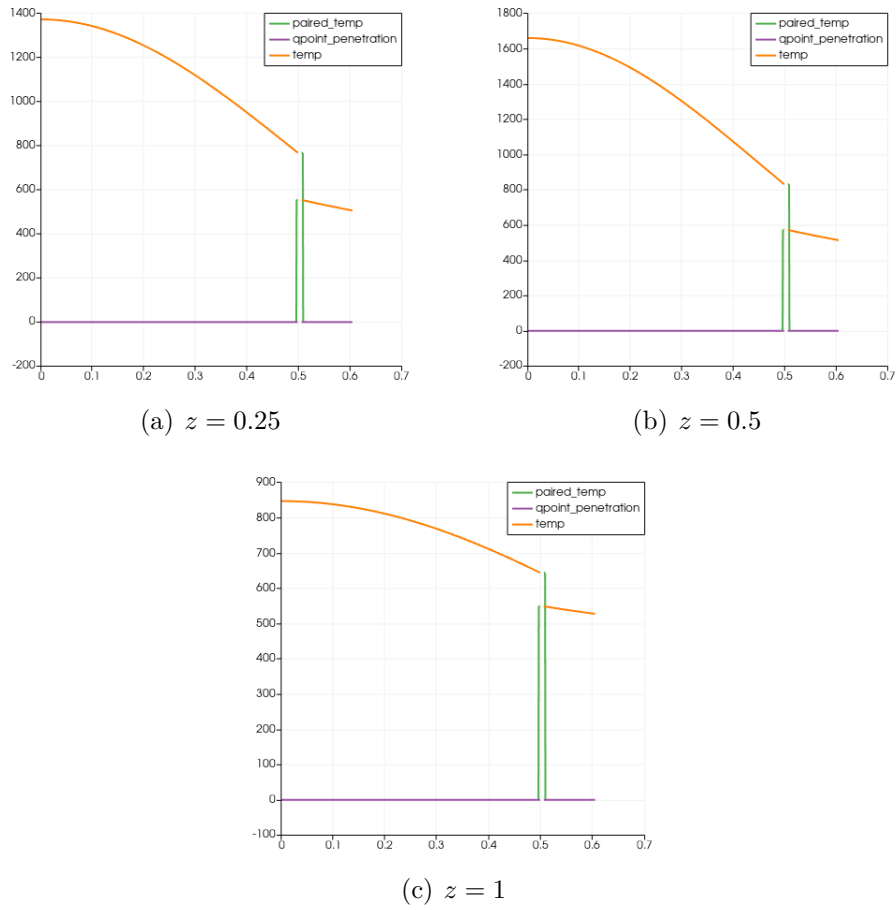 1400
1200
1000
800
600
400
200
0
-200
0 0.1 0.2 0.3 0.4 0.5 0.6 0.7
paired_temp
qpoint_penetration
temp
(a) z = 0.25
1800
1600
1400
1200
1000
800
600
400
200
0
-200
0 0.1 0.2 0.3 0.4 0.5 0.6 0.7
paired_temp
qpoint_penetration
temp
(b) z = 0.5
900
800
700
600
500
400
300
200
100
0
-100
0 0.1 0.2 0.3 0.4 0.5 0.6 0.7
paired_temp
qpoint_penetration
temp
(c) z = 1